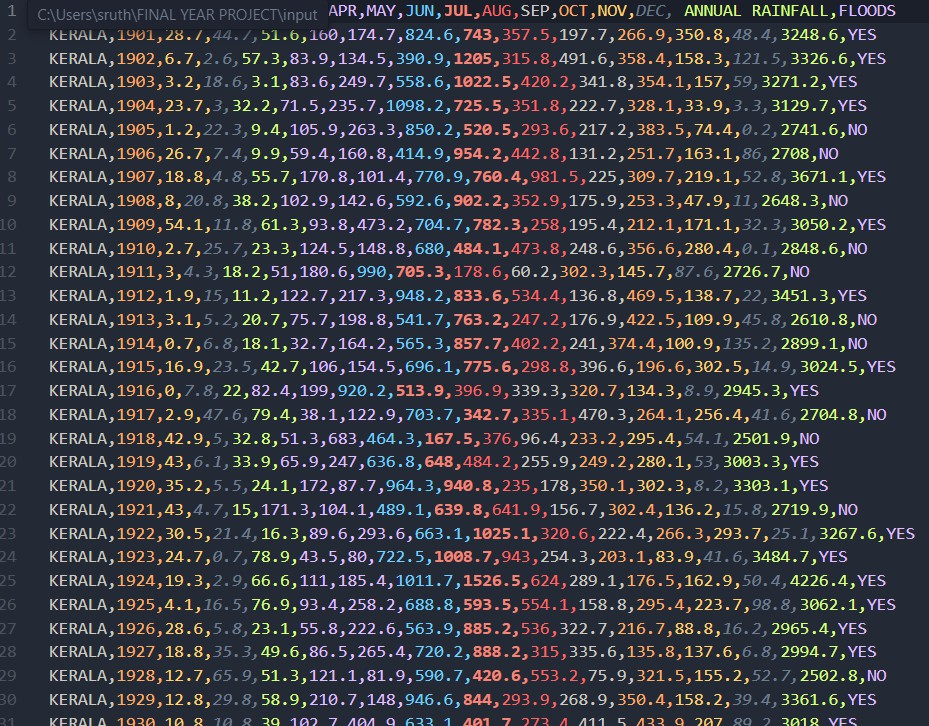 1 C:\Users\sruth\FINAL YEAR PROJECT\input APR,MAY,JUN,JUL,AUG,SEP,OCT,NOV,DEC, ANNUAL RAINFALL,FLOODS
2 KERALA,1901,28.7,44.7,51.6,160,174.7,824.6,743,357.5,197.7,266.9,350.8,48.4,3248.6,YES
3 KERALA,1902,6.7,2.6,57.3,83.9,134.5,390.9,1205,315.8,491.6,358.4,158.3,121.5,3326.6,YES
4 KERALA,1903,3.2,18.6,3.1,83.6,249.7,558.6,1022.5,420.2,341.8,354.1,157,59,3271.2,YES
5 KERALA,1904,23.7,3,32.2,71.5,235.7,1098.2,725.5,351.8,222.7,328.1,33.9,3.3,3129.7,YES
6 KERALA,1905,1.2,22.3,9.4,105.9,263.3,850.2,520.5,293.6,217.2,383.5,74.4,0.2,2741.6,NO
7 KERALA,1906,26.7,7.4,9.9,59.4,160.8,414.9,954.2,442.8,131.2,251.7,163.1,86,2708,NO
8 KERALA,1907,18.8,4.8,55.7,170.8,101.4,770.9,760.4,981.5,225,309.7,219.1,52.8,3671.1,YES
9 KERALA,1908,8,20.8,38.2,102.9,142.6,592.6,902.2,352.9,175.9,253.3,47.9,11,2648.3,NO
10 KERALA,1909,54.1,11.8,61.3,93.8,473.2,704.7,782.3,258,195.4,212.1,171.1,32.3,3050.2,YES
11 KERALA,1910,2.7,25.7,23.3,124.5,148.8,680,484.1,473.8,248.6,356.6,280.4,0.1,2848.6,NO
12 KERALA,1911,3,4.3,18.2,51,180.6,990,705.3,178.6,60.2,302.3,145.7,87.6,2726.7,NO
13 KERALA,1912,1.9,15,11.2,122.7,217.3,948.2,833.6,534.4,136.8,469.5,138.7,22,3451.3,YES
14 KERALA,1913,3.1,5.2,20.7,75.7,198.8,541.7,763.2,247.2,176.9,422.5,109.9,45.8,2610.8,NO
15 KERALA,1914,0.7,6.8,18.1,32.7,164.2,565.3,857.7,402.2,241,374.4,100.9,135.2,2899.1,NO
16 KERALA,1915,16.9,23.5,42.7,106,154.5,696.1,775.6,298.8,396.6,196.6,302.5,14.9,3024.5,YES
17 KERALA,1916,0,7.8,22,82.4,199,920.2,513.9,396.9,339.3,320.7,134.3,8.9,2945.3,YES
18 KERALA,1917,2.9,47.6,79.4,38.1,122.9,703.7,342.7,335.1,470.3,264.1,256.4,41.6,2704.8,NO
19 KERALA,1918,42.9,5,32.8,51.3,683,464.3,167.5,376,96.4,233.2,295.4,54.1,2501.9,NO
20 KERALA,1919,43,6.1,33.9,65.9,247,636.8,648,484.2,255.9,249.2,280.1,53,3003.3,YES
21 KERALA,1920,35.2,5.5,24.1,172,87.7,964.3,940.8,235,178,350.1,302.3,8.2,3303.1,YES
22 KERALA,1921,43,4.7,15,171.3,104.1,489.1,639.8,641.9,156.7,302.4,136.2,15.8,2719.9,NO
23 KERALA,1922,30.5,21.4,16.3,89.6,293.6,663.1,1025.1,320.6,222.4,266.3,293.7,25.1,3267.6,YES
24 KERALA,1923,24.7,0.7,78.9,43.5,80,722.5,1008.7,943,254.3,203.1,83.9,41.6,3484.7,YES
25 KERALA,1924,19.3,2.9,66.6,111,185.4,1011.7,1526.5,624,289.1,176.5,162.9,50.4,4226.4,YES
26 KERALA,1925,4.1,16.5,76.9,93.4,258.2,688.8,593.5,554.1,158.8,295.4,223.7,98.8,3062.1,YES
27 KERALA,1926,28.6,5.8,23.1,55.8,222.6,563.9,885.2,536,322.7,216.7,88.8,16.2,2965.4,YES
28 KERALA,1927,18.8,35.3,49.6,86.5,265.4,720.2,888.2,315,335.6,135.8,137.6,6.8,2994.7,YES
29 KERALA,1928,12.7,65.9,51.3,121.1,81.9,590.7,420.6,553.2,75.9,321.5,155.2,52.7,2502.8,NO
30 KERALA,1929,12.8,29.8,58.9,210.7,148,946.6,844,293.9,268.9,350.4,158.2,39.4,3361.6,YES
31 KERALA,1930,10.8,10.8,39,102.7,404.9,633.1,401.7,273.4,411.5,433.9,207,89.2,3018,YES